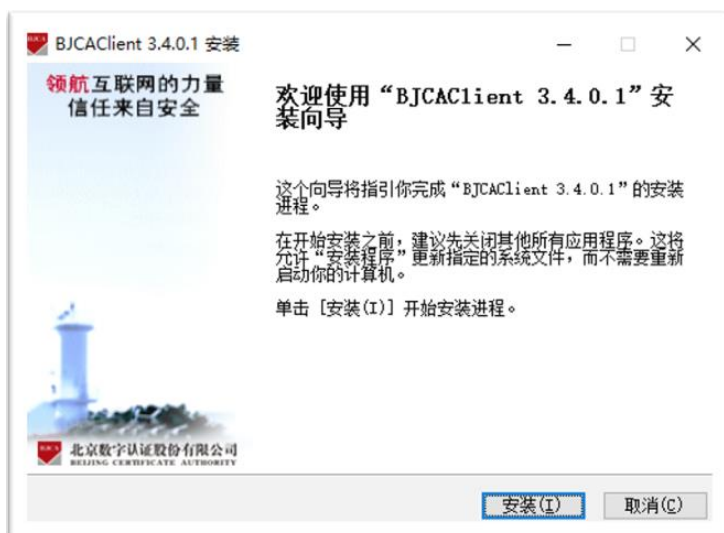 BJCA
BJCAClient 3.4.0.1 安装
领航互联网的力量
信任来自安全
欢迎使用“BJCAClient 3.4.0.1”安
装向导
这个向导将指引你完成“BJCAClient 3.4.0.1”的安装
进程。
在开始安装之前,建议先关闭其他所有应用程序。这将
允许“安装程序”更新指定的系统文件,而不需要重新
启动你的计算机。
单击 [安装(I)] 开始安装进程。
BJCA
北京数字认证股份有限公司
BEIJING CERTIFICATE AUTHORITY
安装(I)
取消(C)